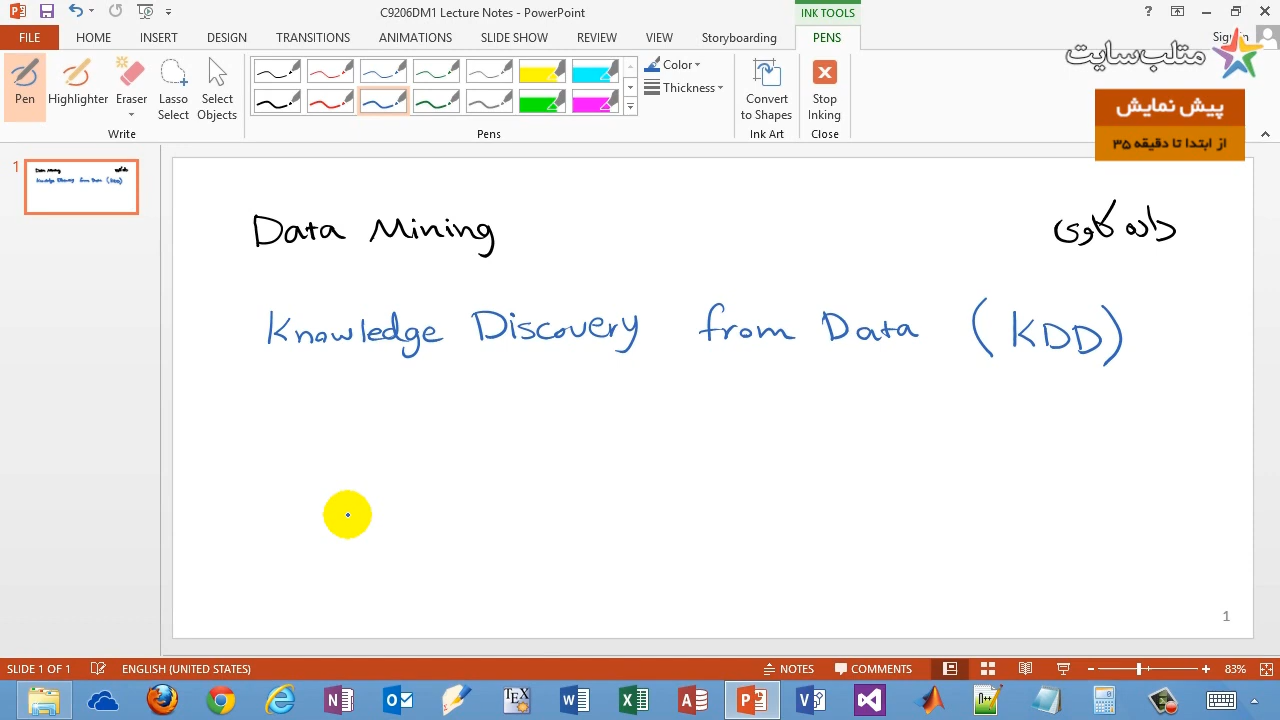 C9206DM1 Lecture Notes - PowerPoint
INK TOOLS
FILE HOME INSERT DESIGN TRANSITIONS ANIMATIONS SLIDE SHOW REVIEW VIEW Storyboarding PENS
متلب‌سایت
Pen Highlighter Eraser Lasso Select Select Objects
Color
Thickness
Convert to Shapes
Stop Inking
Write Pens Ink Art Close
پیش نمایش
از ابتدا تا دقیقه ۳۵
1
Data Mining داده کاوی
Knowledge Discovery from Data (KDD)
1
SLIDE 1 OF 1 ENGLISH (UNITED STATES) NOTES COMMENTS 83%